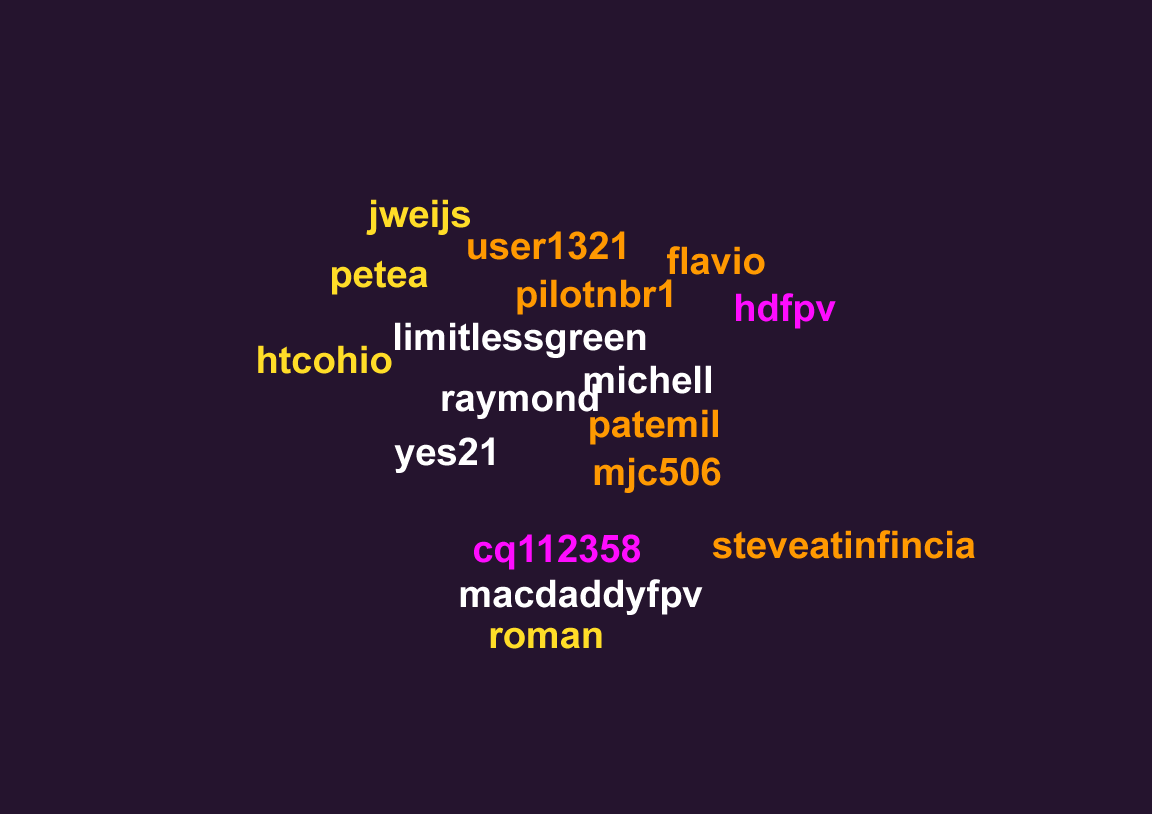 jweijs
user1321
flavio
petea
pilotnbr1
hdfpv
limitlessgreen
htcohio
michell
raymond
patemil
yes21
mjc506
steveatinfincia
cq112358
macdaddyfpv
roman